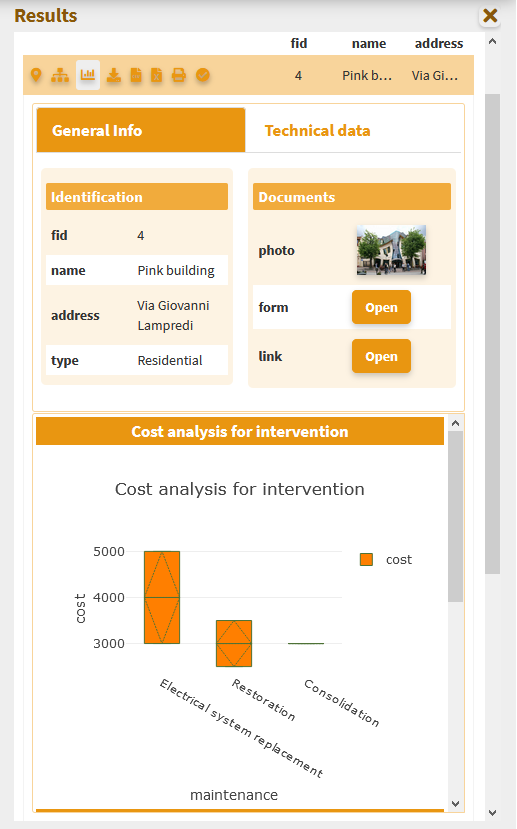 Results
fid name address
4 Pink b... Via Gi...
General Info Technical data
Identification
fid 4
name Pink building
address Via Giovanni
Lampredi
type Residential
Documents
photo
form Open
link Open
Cost analysis for intervention
Cost analysis for intervention
5000
4000
3000
cost
cost
Electrical system replacement
Restoration
Consolidation
maintenance